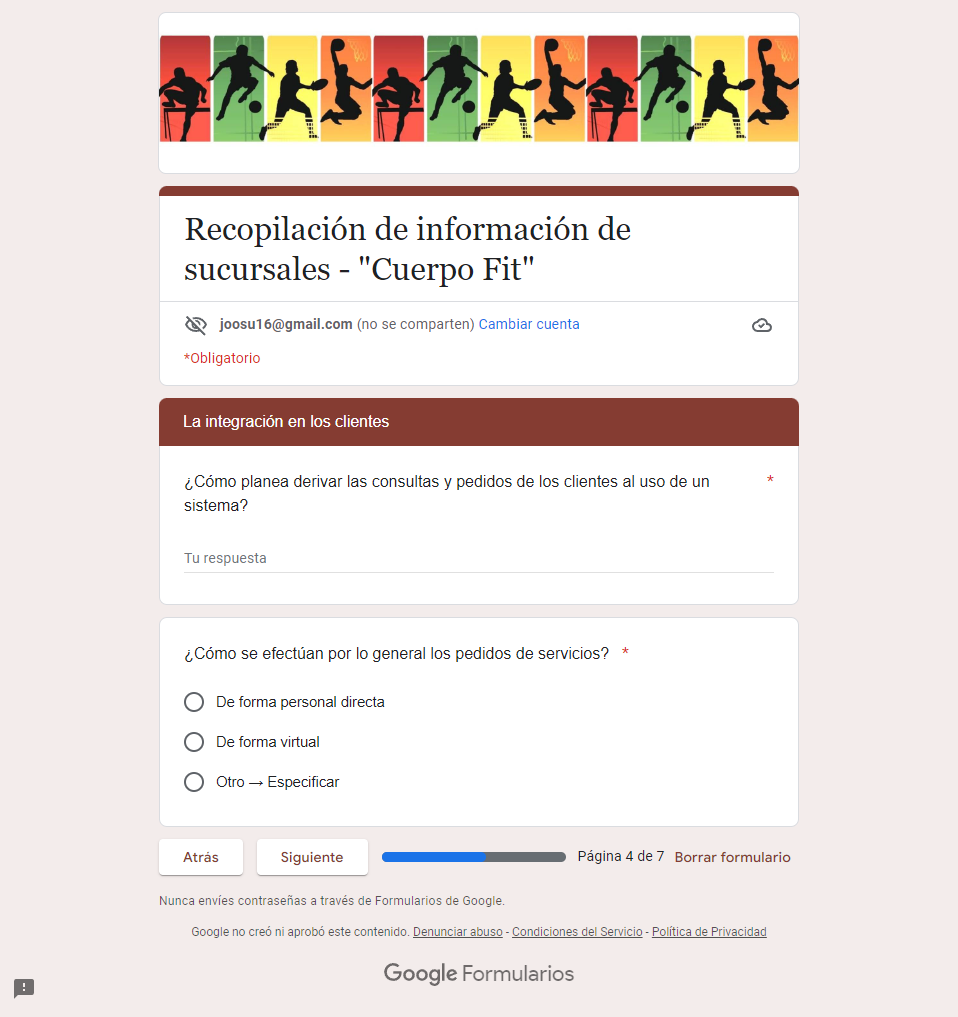 Recopilación de información de
sucursales - "Cuerpo Fit"
joosu16@gmail.com (no se comparten) Cambiar cuenta
*Obligatorio
La integración en los clientes
¿Cómo planea derivar las consultas y pedidos de los clientes al uso de un *
sistema?
Tu respuesta
¿Cómo se efectúan por lo general los pedidos de servicios? *
De forma personal directa
De forma virtual
Otro → Especificar
Atrás Siguiente Página 4 de 7 Borrar formulario
Nunca envíes contraseñas a través de Formularios de Google.
Google no creó ni aprobó este contenido. Denunciar abuso - Condiciones del Servicio - Política de Privacidad
Google Formularios